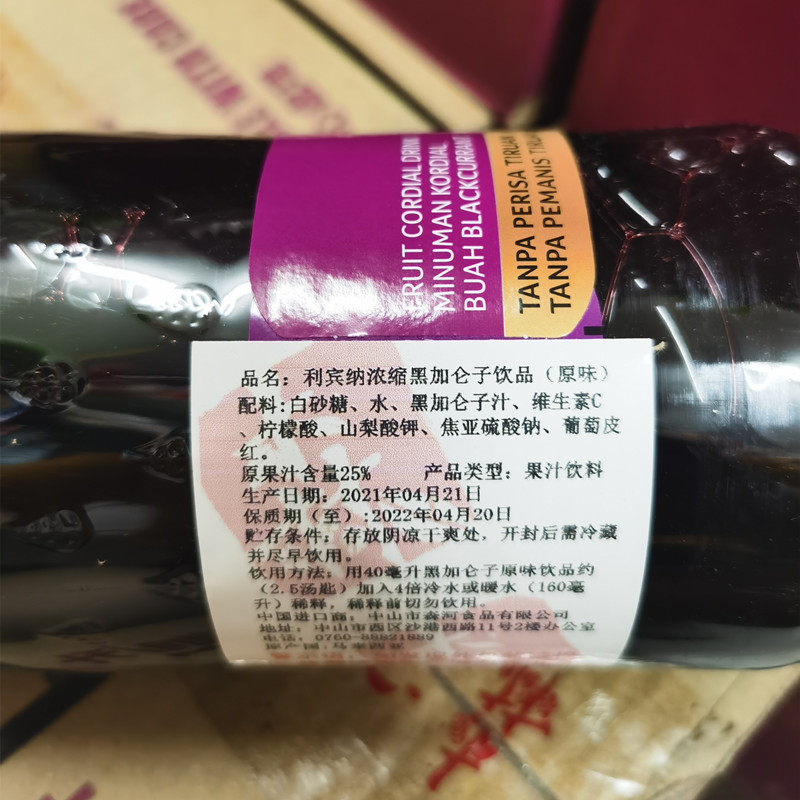 FRUIT CORDIAL DRINK
MINUMAN KORDIAL
BUAH BLACKCURRANT
TANPA PERISA TIRUAN
TANPA PEMANIS
品名：利宾纳浓缩黑加仑子饮品（原味）
配料:白砂糖、水、黑加仑子汁、维生素C
、柠檬酸、山梨酸钾、焦亚硫酸钠、葡萄皮
红。
原果汁含量25% 产品类型：果汁饮料
生产日期：2021年04月21日
保质期（至）:2022年04月20日
贮存条件：存放阴凉干爽处，开封后需冷藏
并尽早饮用。
饮用方法：用40毫升黑加仑子原味饮品约
（2.5汤匙）加入4倍冷水或暖水（160毫
升）稀释，稀释前切勿饮用。
中国进口商：中山市森河食品有限公司
地址：中山市西区沙港西路11号2楼办公室
电话：0760-88821889
原产国：马来西亚